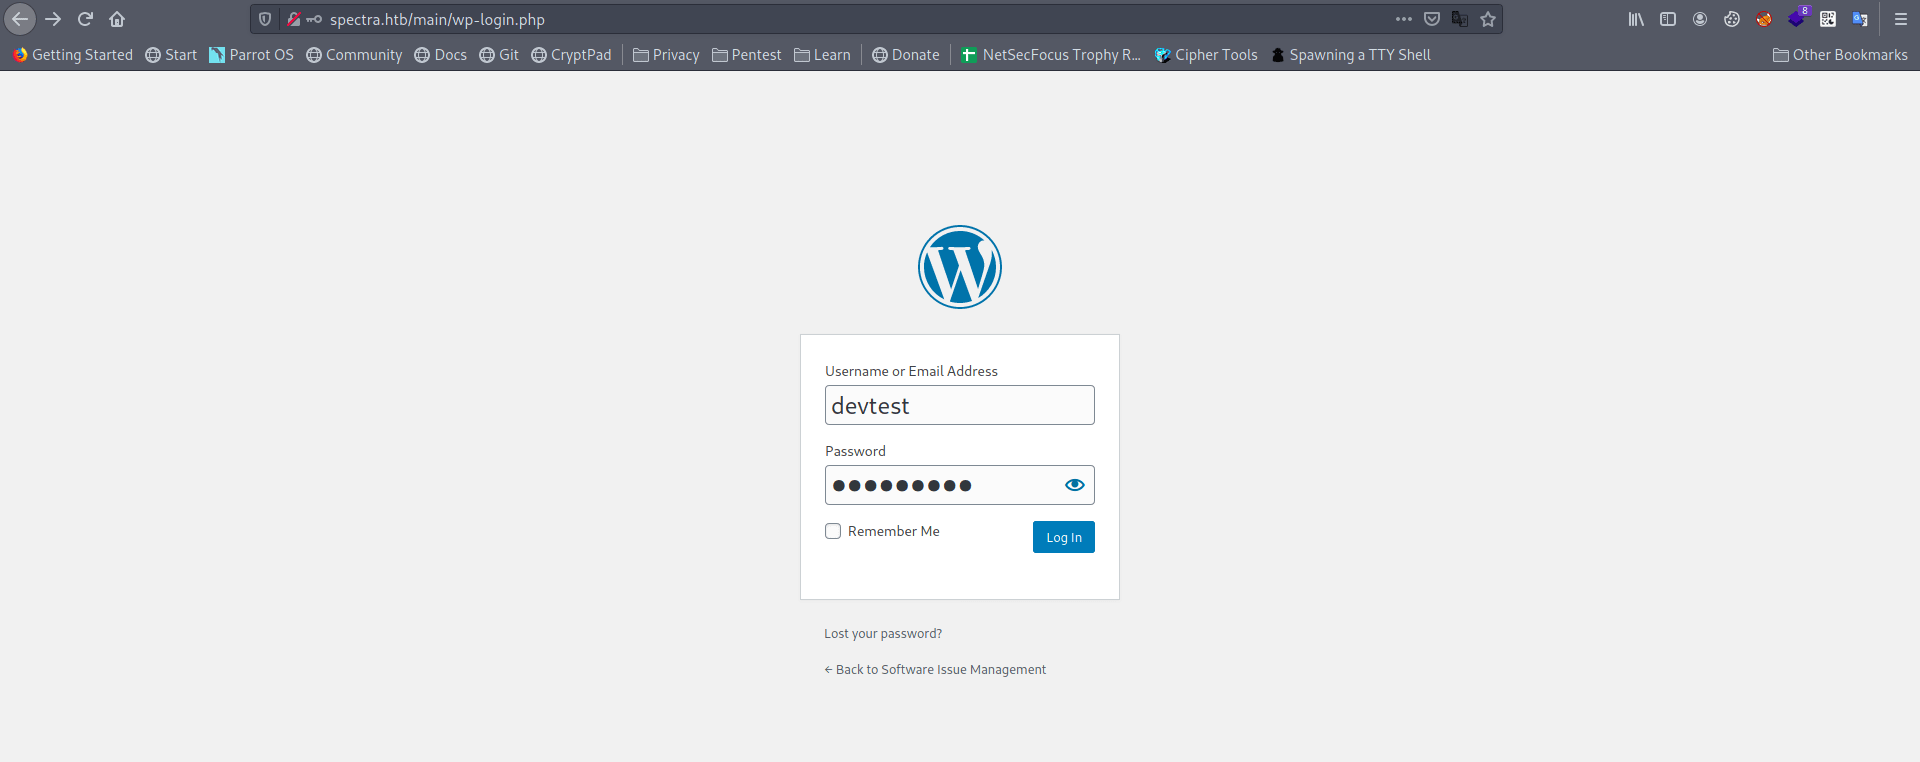 spectra.htb/main/wp-login.php
8
Getting Started Start Parrot OS Community Docs Git CryptPad Privacy Pentest Learn Donate NetSecFocus Trophy R... Cipher Tools Spawning a TTY Shell Other Bookmarks
Username or Email Address
devtest
Password
●●●●●●●●●
Remember Me Log In
Lost your password?
← Back to Software Issue Management